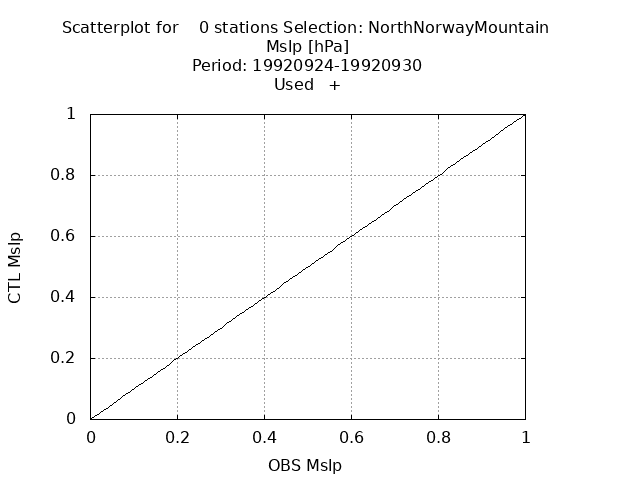 Scatterplot for    0 stations Selection: NorthNorwayMountain
Mslp [hPa]
Period: 19920924-19920930
Used   +
1
0.8
0.6
0.4
0.2
0
CTL Mslp
0 0.2 0.4 0.6 0.8 1
OBS Mslp